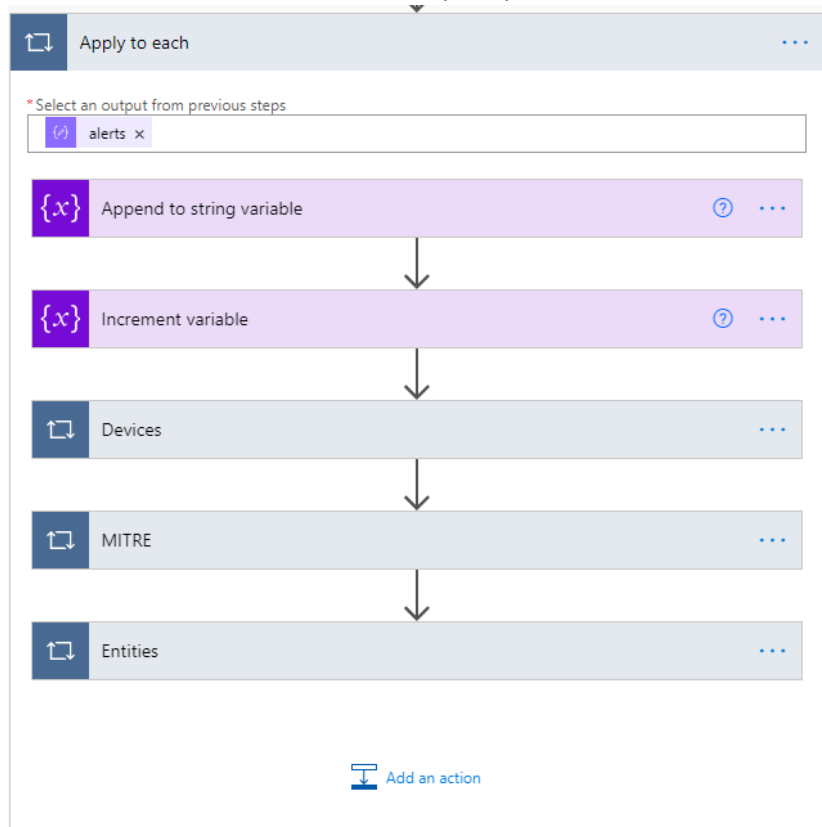 Apply to each
* Select an output from previous steps
alerts ×
{x} Append to string variable
{x} Increment variable
Devices
MITRE
Entities
Add an action